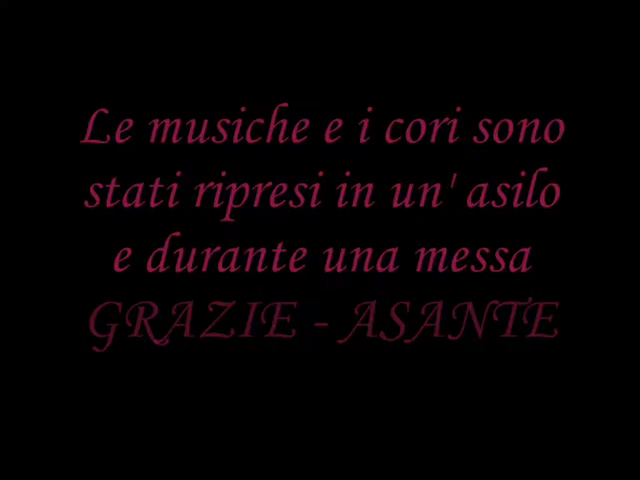 Le musiche e i cori sono
stati ripresi in un' asilo
e durante una messa
GRAZIE - ASANTE